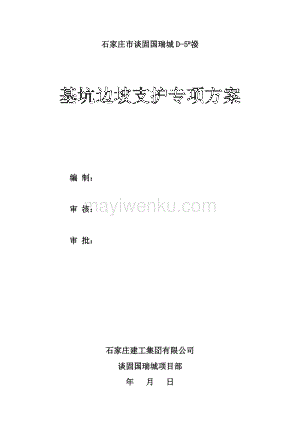 石家庄市谈固国瑞城 D-5#楼
基坑边坡支护专项方案
编 制：
审 核：
mayiwenku.com
审 批：
石家庄建工集团有限公司
谈固国瑞城项目部
年 月 日